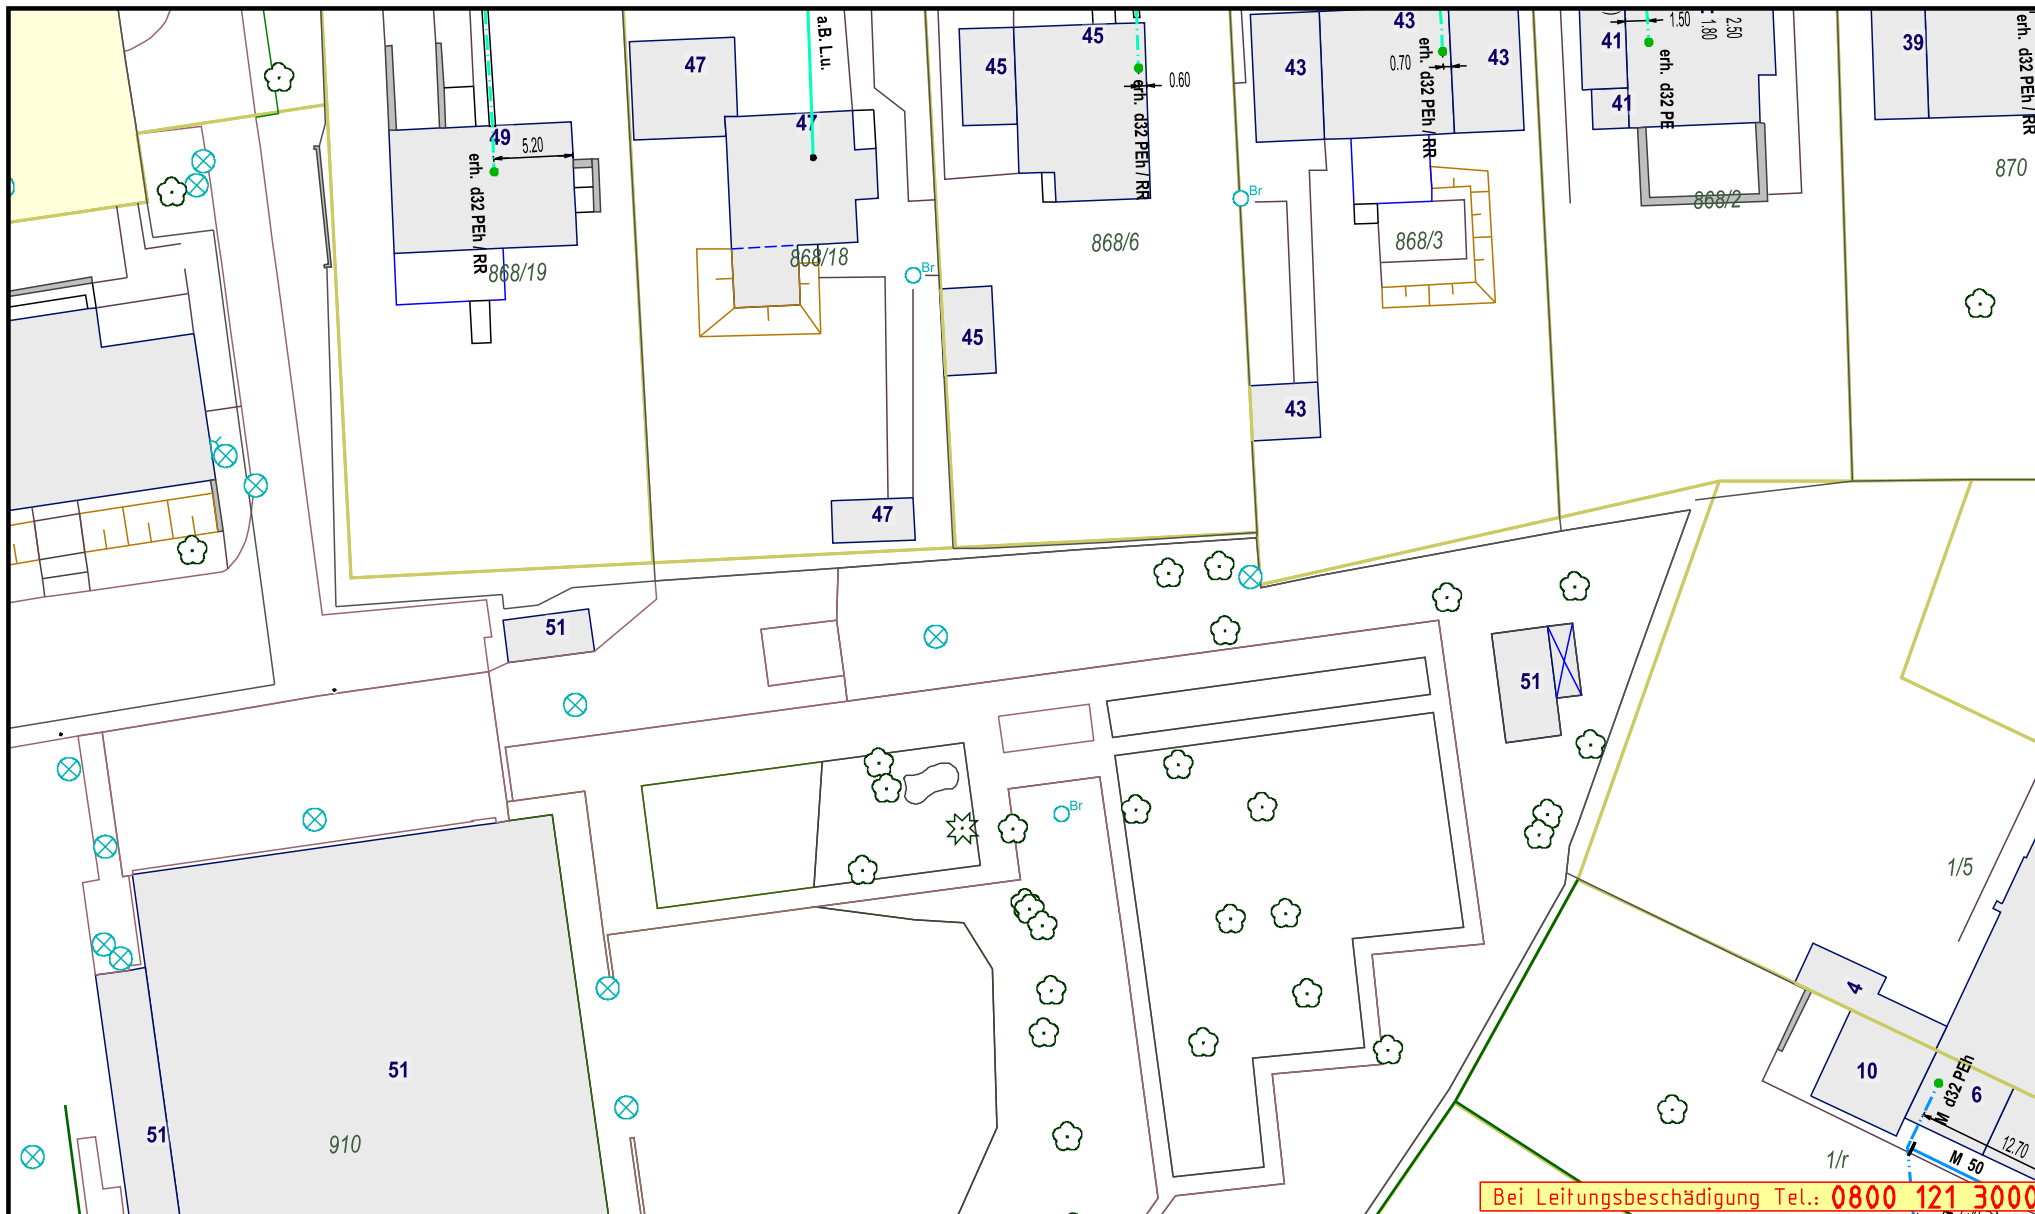 a.B. L.u.
47
47
45
45
0.60
43
43
43
0.70
41
41
1.50
1.80
2.50
39
49
5.20
erh. d32 PEh / RR
erh. d32 PEh / RR
erh. d32 PEh / RR
erh. d32 PE
erh. d32 PEh / RR
870
868/2
868/3
868/6
868/18
868/19
Br
Br
45
43
47
51
51
Br
1/5
4
10
6
M d32 PEh
12.70
M 50
1/r
51
51
910
Bei Leitungsbeschädigung Tel.: 0800 121 3000